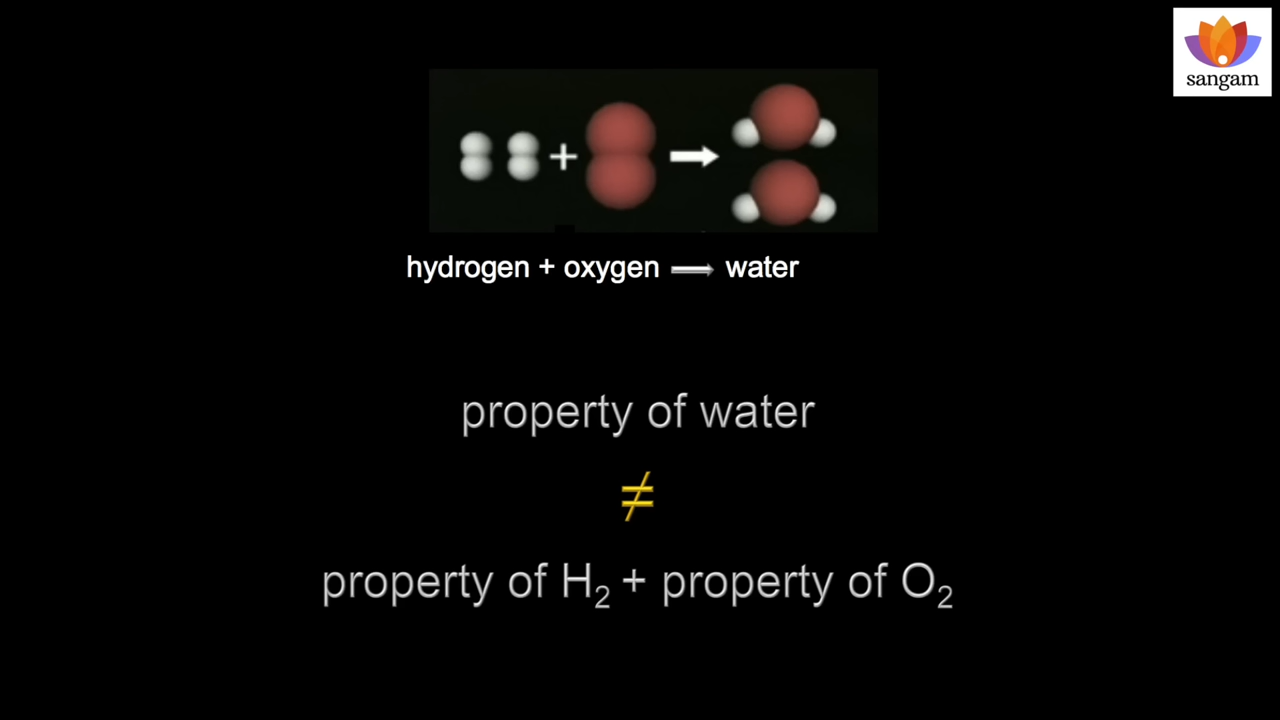 sangam
+
hydrogen + oxygen ⟶ water
property of water
≠
property of H₂ + property of O₂